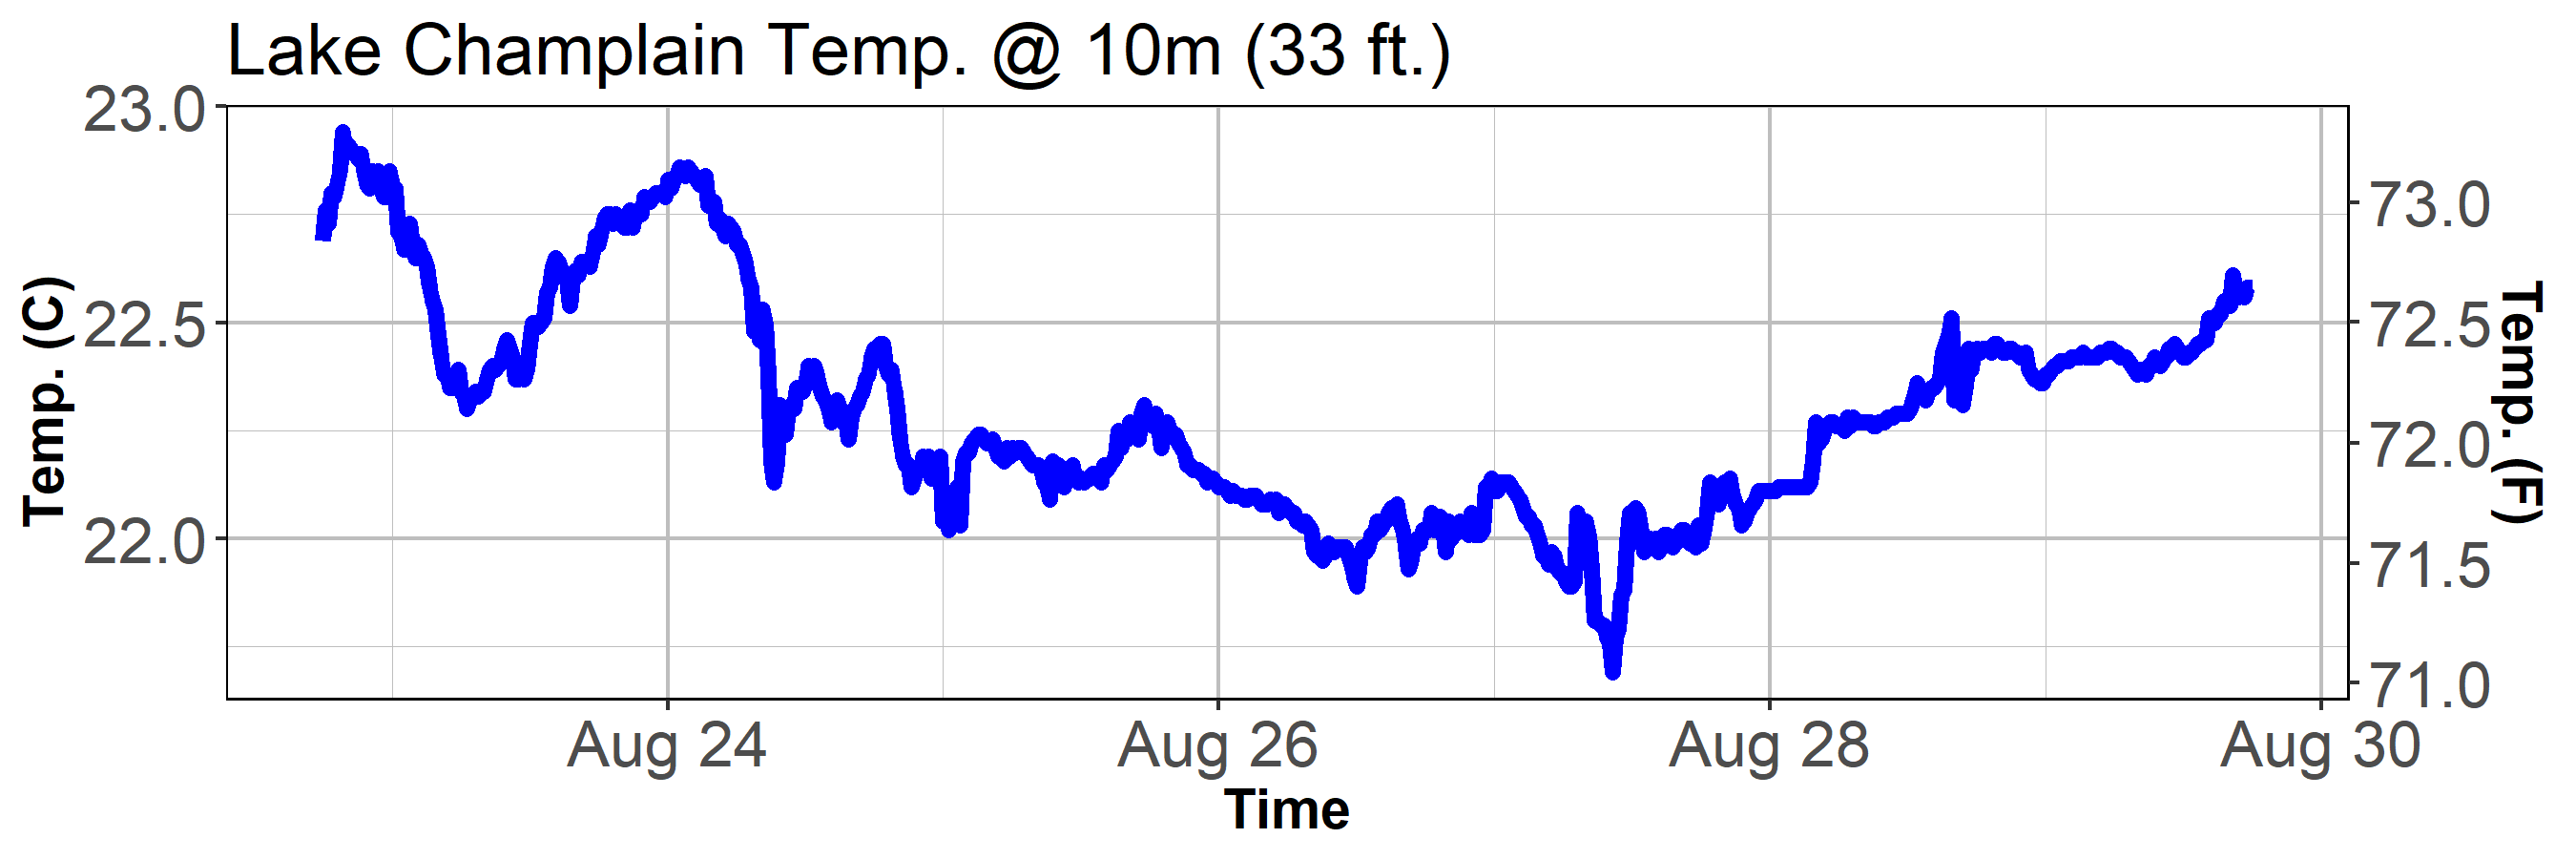 Lake Champlain Temp. @ 10m (33 ft.)
23.0
22.5
22.0
Temp. (C)
73.0
72.5
72.0
71.5
71.0
Temp. (F)
Aug 24 Aug 26 Aug 28 Aug 30
Time